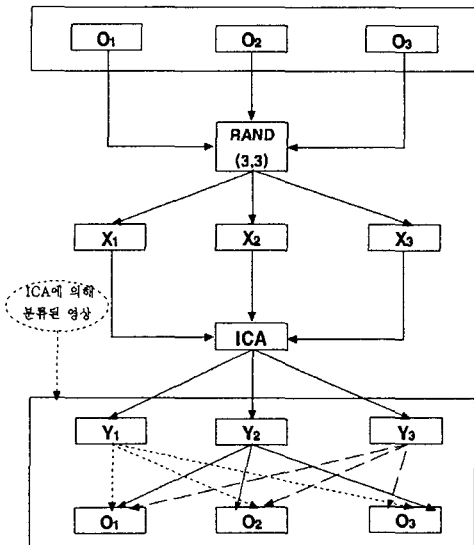 O₁ O₂ O₃
RAND
(3,3)
X₁ X₂ X₃
ICA에 의해
분류된 영상
ICA
Y₁ Y₂ Y₃
O₁ O₂ O₃